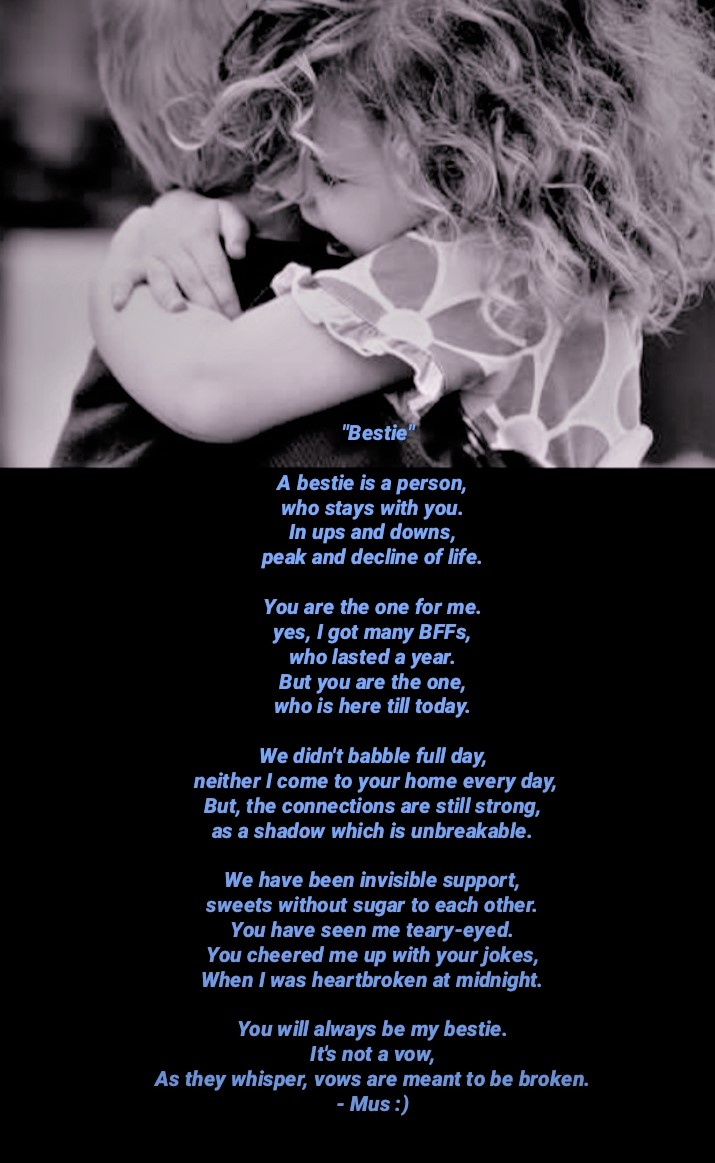 "Bestie"
A bestie is a person,
who stays with you.
In ups and downs,
peak and decline of life.
You are the one for me.
yes, I got many BFFs,
who lasted a year.
But you are the one,
who is here till today.
We didn't babble full day,
neither I come to your home every day,
But, the connections are still strong,
as a shadow which is unbreakable.
We have been invisible support,
sweets without sugar to each other.
You have seen me teary-eyed.
You cheered me up with your jokes,
When I was heartbroken at midnight.
You will always be my bestie.
It's not a vow,
As they whisper, vows are meant to be broken.
- Mus :)